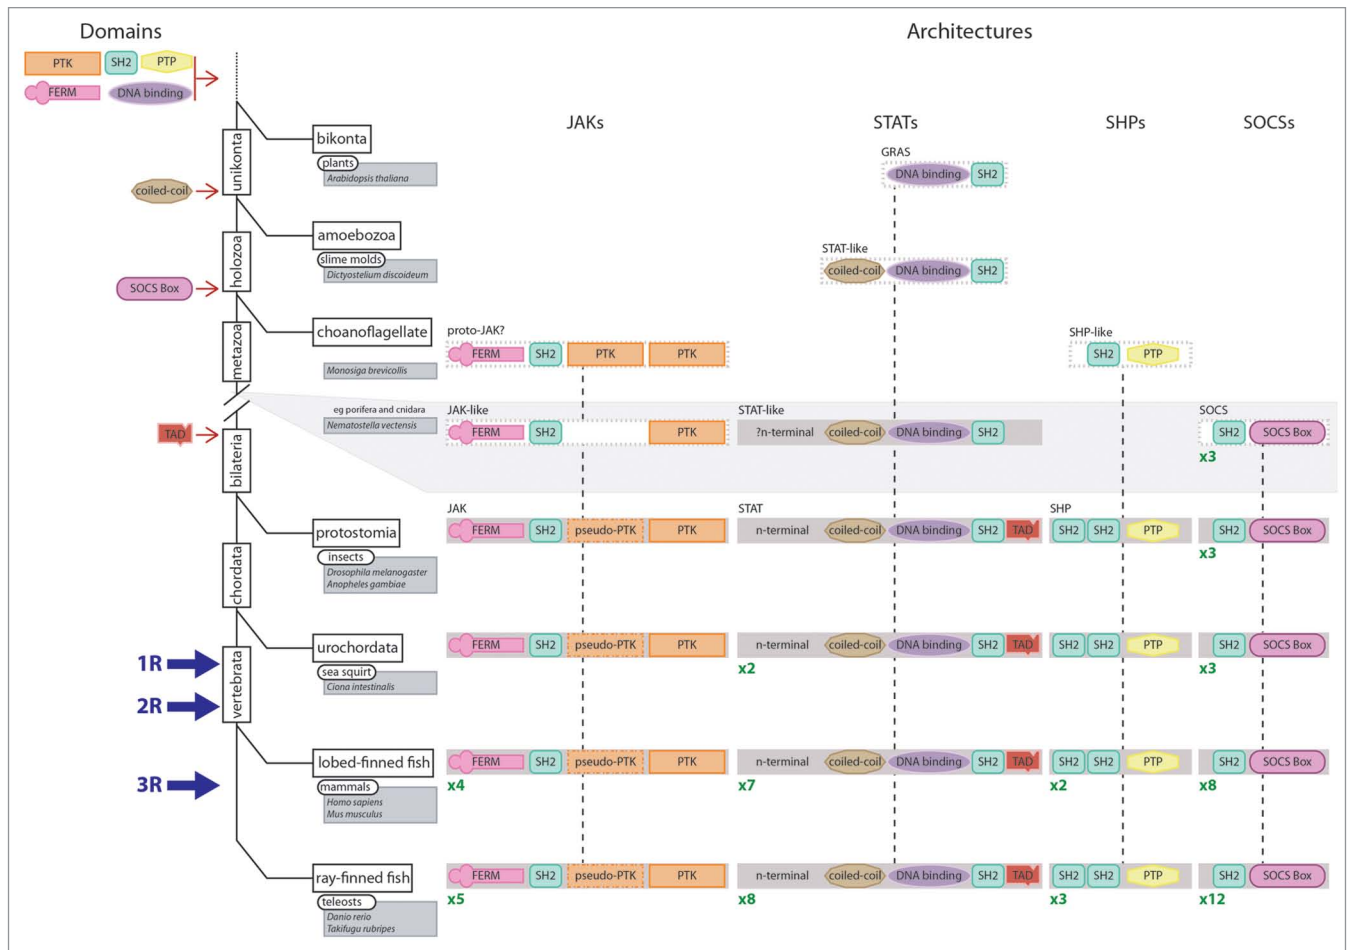 Domains
Architectures
PTK SH2 PTP
FERM DNA binding
JAKs STATs SHPs SOCSs
unikonta
bikonta
plants
Arabidopsis thaliana
GRAS
DNA binding SH2
coiled-coil
holozoa
amoebozoa
slime molds
Dictyostelium discoideum
STAT-like
coiled-coil DNA binding SH2
SOCS Box
metazoa
choanoflagellate
Monosiga brevicollis
proto-JAK?
FERM SH2 PTK PTK
SHP-like
SH2 PTP
eg porifera and cnidara
Nematostella vectensis
JAK-like
FERM SH2 PTK
STAT-like
?n-terminal coiled-coil DNA binding SH2
SOCS
SH2 SOCS Box
x3
TAD
bilateria
protostomia
insects
Drosophila melanogaster
Anopheles gambiae
JAK
FERM SH2 pseudo-PTK PTK
STAT
n-terminal coiled-coil DNA binding SH2 TAD
SHP
SH2 SH2 PTP
SH2 SOCS Box
x3
chordata
urochordata
sea squirt
Ciona intestinalis
FERM SH2 pseudo-PTK PTK
n-terminal coiled-coil DNA binding SH2 TAD
x2
SH2 SH2 PTP
SH2 SOCS Box
x3
1R
2R
vertebrata
3R
lobed-finned fish
mammals
Homo sapiens
Mus musculus
FERM SH2 pseudo-PTK PTK
x4
n-terminal coiled-coil DNA binding SH2 TAD
x7
SH2 SH2 PTP
x2
SH2 SOCS Box
x8
ray-finned fish
teleosts
Danio rerio
Takifugu rubripes
FERM SH2 pseudo-PTK PTK
x5
n-terminal coiled-coil DNA binding SH2 TAD
x8
SH2 SH2 PTP
x3
SH2 SOCS Box
x12